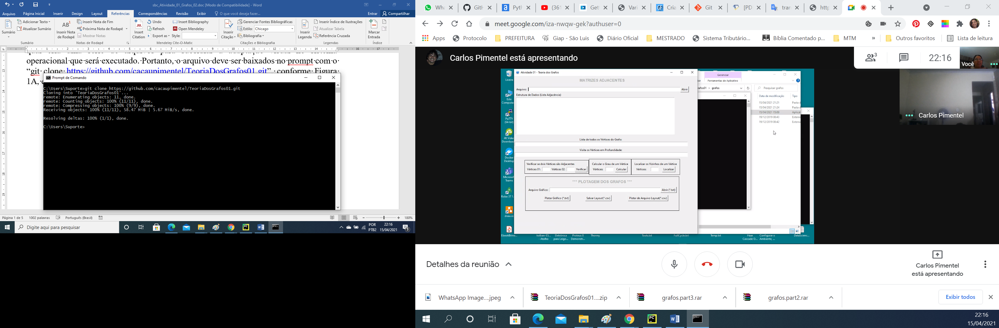 sbc_Atividade_01_Grafos_02.doc [Modo de Compatibilidade] - Word
Arquivo Página Inicial Inserir Design Layout Referências Correspondências Revisão Exibir O que você deseja fazer... Entrar Compartilhar
Sumário
Adicionar Texto
Atualizar Sumário
Sumário
AB¹
Inserir Nota de Rodapé
Inserir Nota de Fim
Próxima Nota de Rodapé
Mostrar Notas
Notas de Rodapé
Insert Citation
Undo
Refresh
Export as
Insert Bibliography
Open Mendeley
Style:
Mendeley Cite-O-Matic
Inserir Citação
Gerenciar Fontes Bibliográficas
Estilo: Chicago
Bibliografia
Citações e Bibliografia
Inserir Legenda
Inserir Índice de Ilustrações
Atualizar Tabela
Referência Cruzada
Legendas
Marcar Entrada
Índice
operacional que será executado. Portanto, o arquivo deve ser baixados no prompt com o
“git clone https://github.com/cacaupimentel/TeoriaDosGrafos01.git” conforme Figura
1A, e
Prompt de Comando
C:\Users\Suporte>git clone https://github.com/cacaupimentel/TeoriaDosGrafos01.git
Cloning into 'TeoriaDosGrafos01'...
remote: Enumerating objects: 11, done.
remote: Counting objects: 100% (11/11), done.
remote: Compressing objects: 100% (9/9), done.
Receiving objects: 100% (11/11), 58.47 MiB | 5.67 MiB/s, done.
Resolving deltas: 100% (1/1), done.
C:\Users\Suporte>
Página 1 de 5 1002 palavras Português (Brasil) 180%
Digite aqui para pesquisar
POR
PTB2
22:16
15/04/2021
3
Wha GitH Pyth (361 Get Vari Cria Git [PD tran http
meet.google.com/iza-nwqw-gek?authuser=0
Apps Protocolo PREFEITURA Giap - São Luis Diário Oficial MESTRADO Sistema Tributário... Bíblia Comentado p... MTM » Outros favoritos Lista de leitura
Carlos Pimentel está apresentando
3
22:16
Você
Carlos Pimentel
Lixeira
Este Computa
PuTTY (64-bit)
4K Video Download
Docker Desktop
Microsof Teams
Robo 3T 1.
draw.io
EbookBrino...
kolban-ES... - Atalho
Eletrônica para Leigo...
Proteus 8 Demonstr...
Thonny
Tools.txt
FullCycle.txt
Temp.txt
Haar Cascade O...
Configurar o Ambiente, ...
DataScienc...
Atividade 01 - Teoria dos Grafos
MATRIZES ADJACENTES
Arquivo: Abrir
Estrutura de Dados (Lista Adjacência)
Lista de todos os Vértices do Grafo:
Visita os Vértices em Profundidade:
Verificar se dois Vértices são Adjacentes
Vértices 01: Vértices 02: Verificar
Calcular o Grau de um Vértice
Vértices: Calcular
Localizar os Vizinhos de um Vértice
Vértices: Localizar
*** PLOTAGEM DOS GRAFOS ***
Arquivo Gráfico: Abrir (*.txt)
Plotar Gráfico (*.txt) Salvar Layout(*.csv) Plotar de Arquivo Layout(*.csv)
Gerenciar
Ferramentas de Aplicativo
rafos01 > grafos
Pesquisar grafos
Data de modificação Tipo
15/04/2021 21:21 Pasta d
15/04/2021 21:24 Pasta d
15/04/2021 15:09 Aplicat
19/12/2019 00:43 Extens
19/12/2019 00:42 Extens
Detalhes da reunião
Carlos Pimentel
está apresentando
WhatsApp Image....jpeg
TeoriaDosGrafos01....zip
grafos.part3.rar
grafos.part2.rar
Exibir todos
22:16
15/04/2021